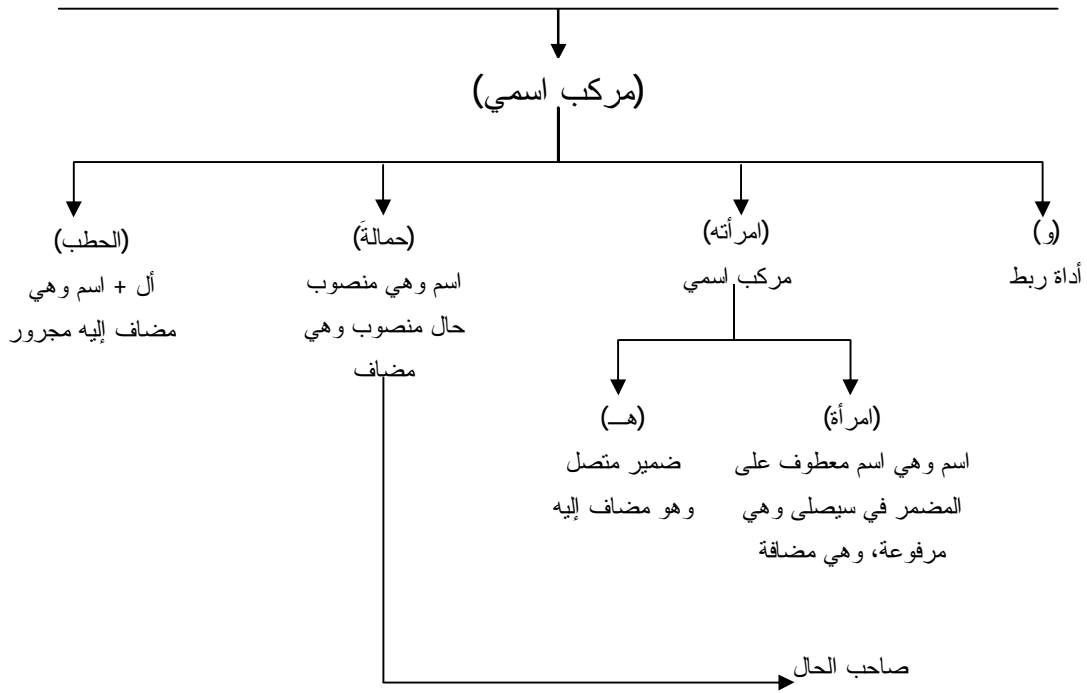 (مركب اسمي)
(و)
أداة ربط
(امرأته)
مركب اسمي
(حمالةَ)
اسم وهي منصوب
حال منصوب وهي
مضاف
(الحطب)
أل + اسم وهي
مضاف إليه مجرور
(امرأة)
اسم وهي اسم معطوف على
المضمر في سيصلى وهي
مرفوعة، وهي مضافة
(هـ)
ضمير متصل
وهو مضاف إليه
صاحب الحال